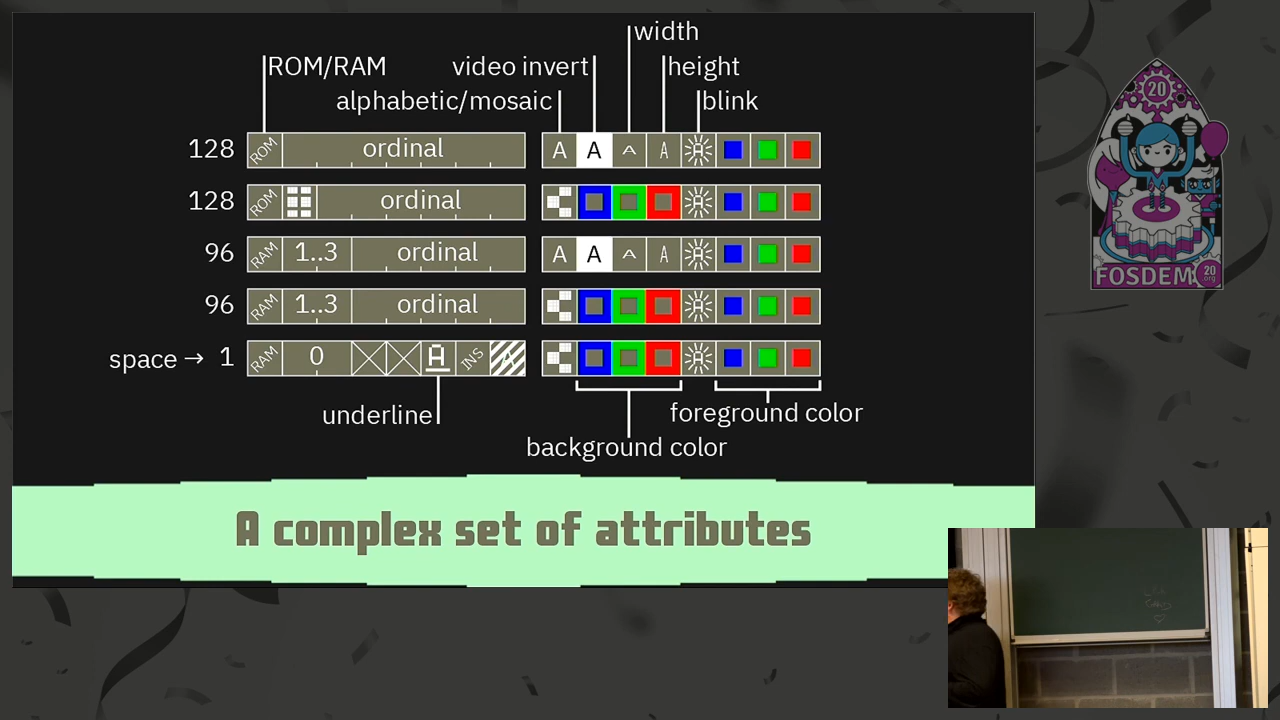 width
ROM/RAM video invert height
alphabetic/mosaic blink
128 ROM ordinal A A A A A
128 ROM ordinal A
96 RAM 1..3 ordinal A A A A A
96 RAM 1..3 ordinal A
space → 1 RAM 0 A INS A A
underline foreground color
background color
A complex set of attributes
20
FOSDEM 20
org